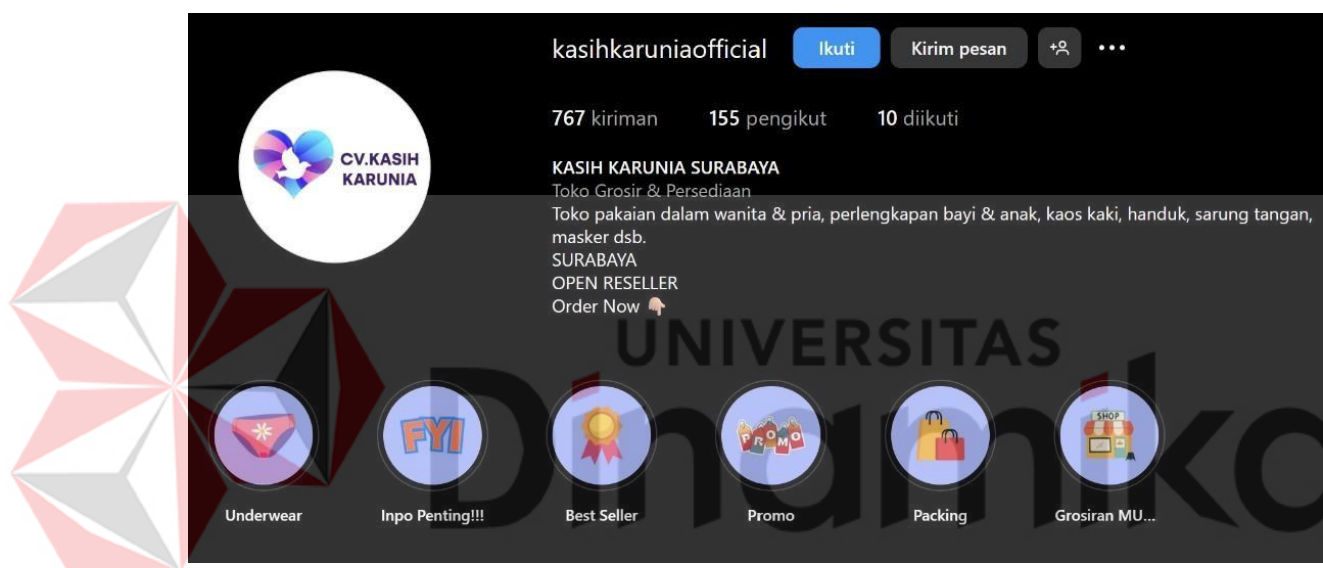 kasihkaruniaofficial Ikuti Kirim pesan
767 kiriman 155 pengikut 10 diikuti
CV.KASIH
KARUNIA
KASIH KARUNIA SURABAYA
Toko Grosir & Persediaan
Toko pakaian dalam wanita & pria, perlengkapan bayi & anak, kaos kaki, handuk, sarung tangan,
masker dsb.
SURABAYA
OPEN RESELLER
Order Now 👇🏼
UNIVERSITAS
Dinamika
FYI
PROMO
SHOP
Underwear Inpo Penting!!! Best Seller Promo Packing Grosiran MU...